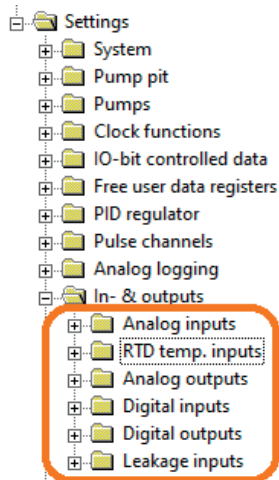 Settings
System
Pump pit
Pumps
Clock functions
IO-bit controlled data
Free user data registers
PID regulator
Pulse channels
Analog logging
In- & outputs
Analog inputs
RTD temp. inputs
Analog outputs
Digital inputs
Digital outputs
Leakage inputs